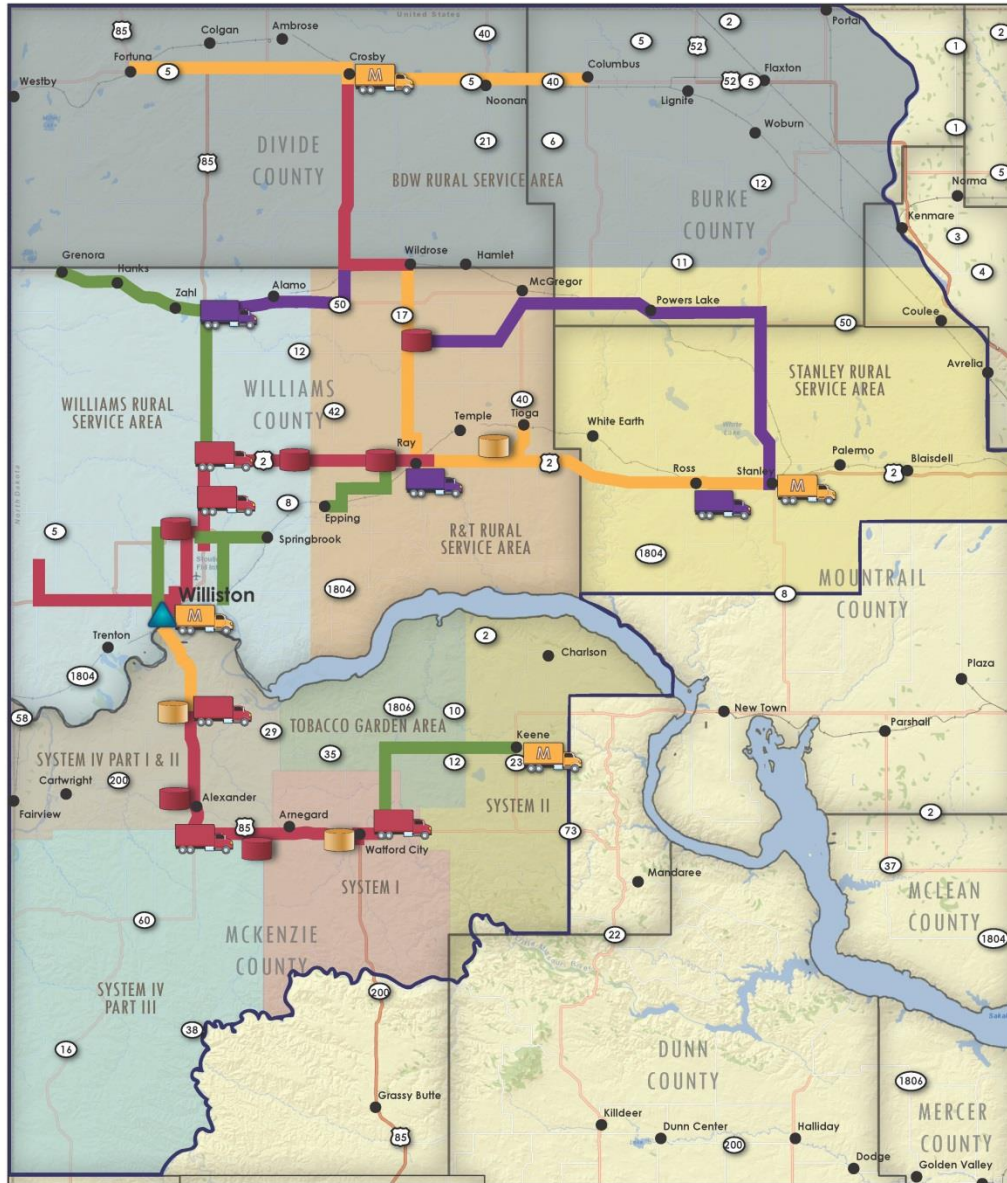 United States
85
Colgan
Ambrose
40
2
Portal
5
52
1
2
Fortuna
5
Crosby
M
5
40
Columbus
52
5
Flaxton
Westby
Noonan
Lignite
Woburn
85
DIVIDE
COUNTY
21
6
1
BDW RURAL SERVICE AREA
12
5
BURKE
COUNTY
Norma
Kenmare
3
Grenora
Hanks
Zahl
Alamo
50
Wildrose
Hamlet
11
4
McGregor
17
Powers Lake
50
Coulee
12
Avrelia
WILLIAMS RURAL
SERVICE AREA
WILLIAMS
COUNTY
42
STANLEY RURAL
SERVICE AREA
40
Tioga
Temple
White Earth
2
Ray
2
Ross
Stanley
M
Palermo
2
Blaisdell
8
Epping
5
Springbrook
R&T RURAL
SERVICE AREA
1804
North Dakota
1804
8
MOUNTRAIL
COUNTY
Williston
M
Trenton
2
1804
Charlson
Plaza
58
1806
10
New Town
Parshall
29
TOBACCO GARDEN AREA
35
12
Keene
23
M
SYSTEM IV PART I & II
200
Cartwright
Fairview
Alexander
SYSTEM II
85
Arnegard
Watford City
73
2
37
SYSTEM I
Mandaree
MCLEAN
COUNTY
60
22
1804
MCKENZIE
COUNTY
SYSTEM IV
PART III
200
38
16
DUNN
COUNTY
1806
Grassy Butte
Killdeer
MERCER
COUNTY
85
Dunn Center
200
Halliday
Dodge
Golden Valley